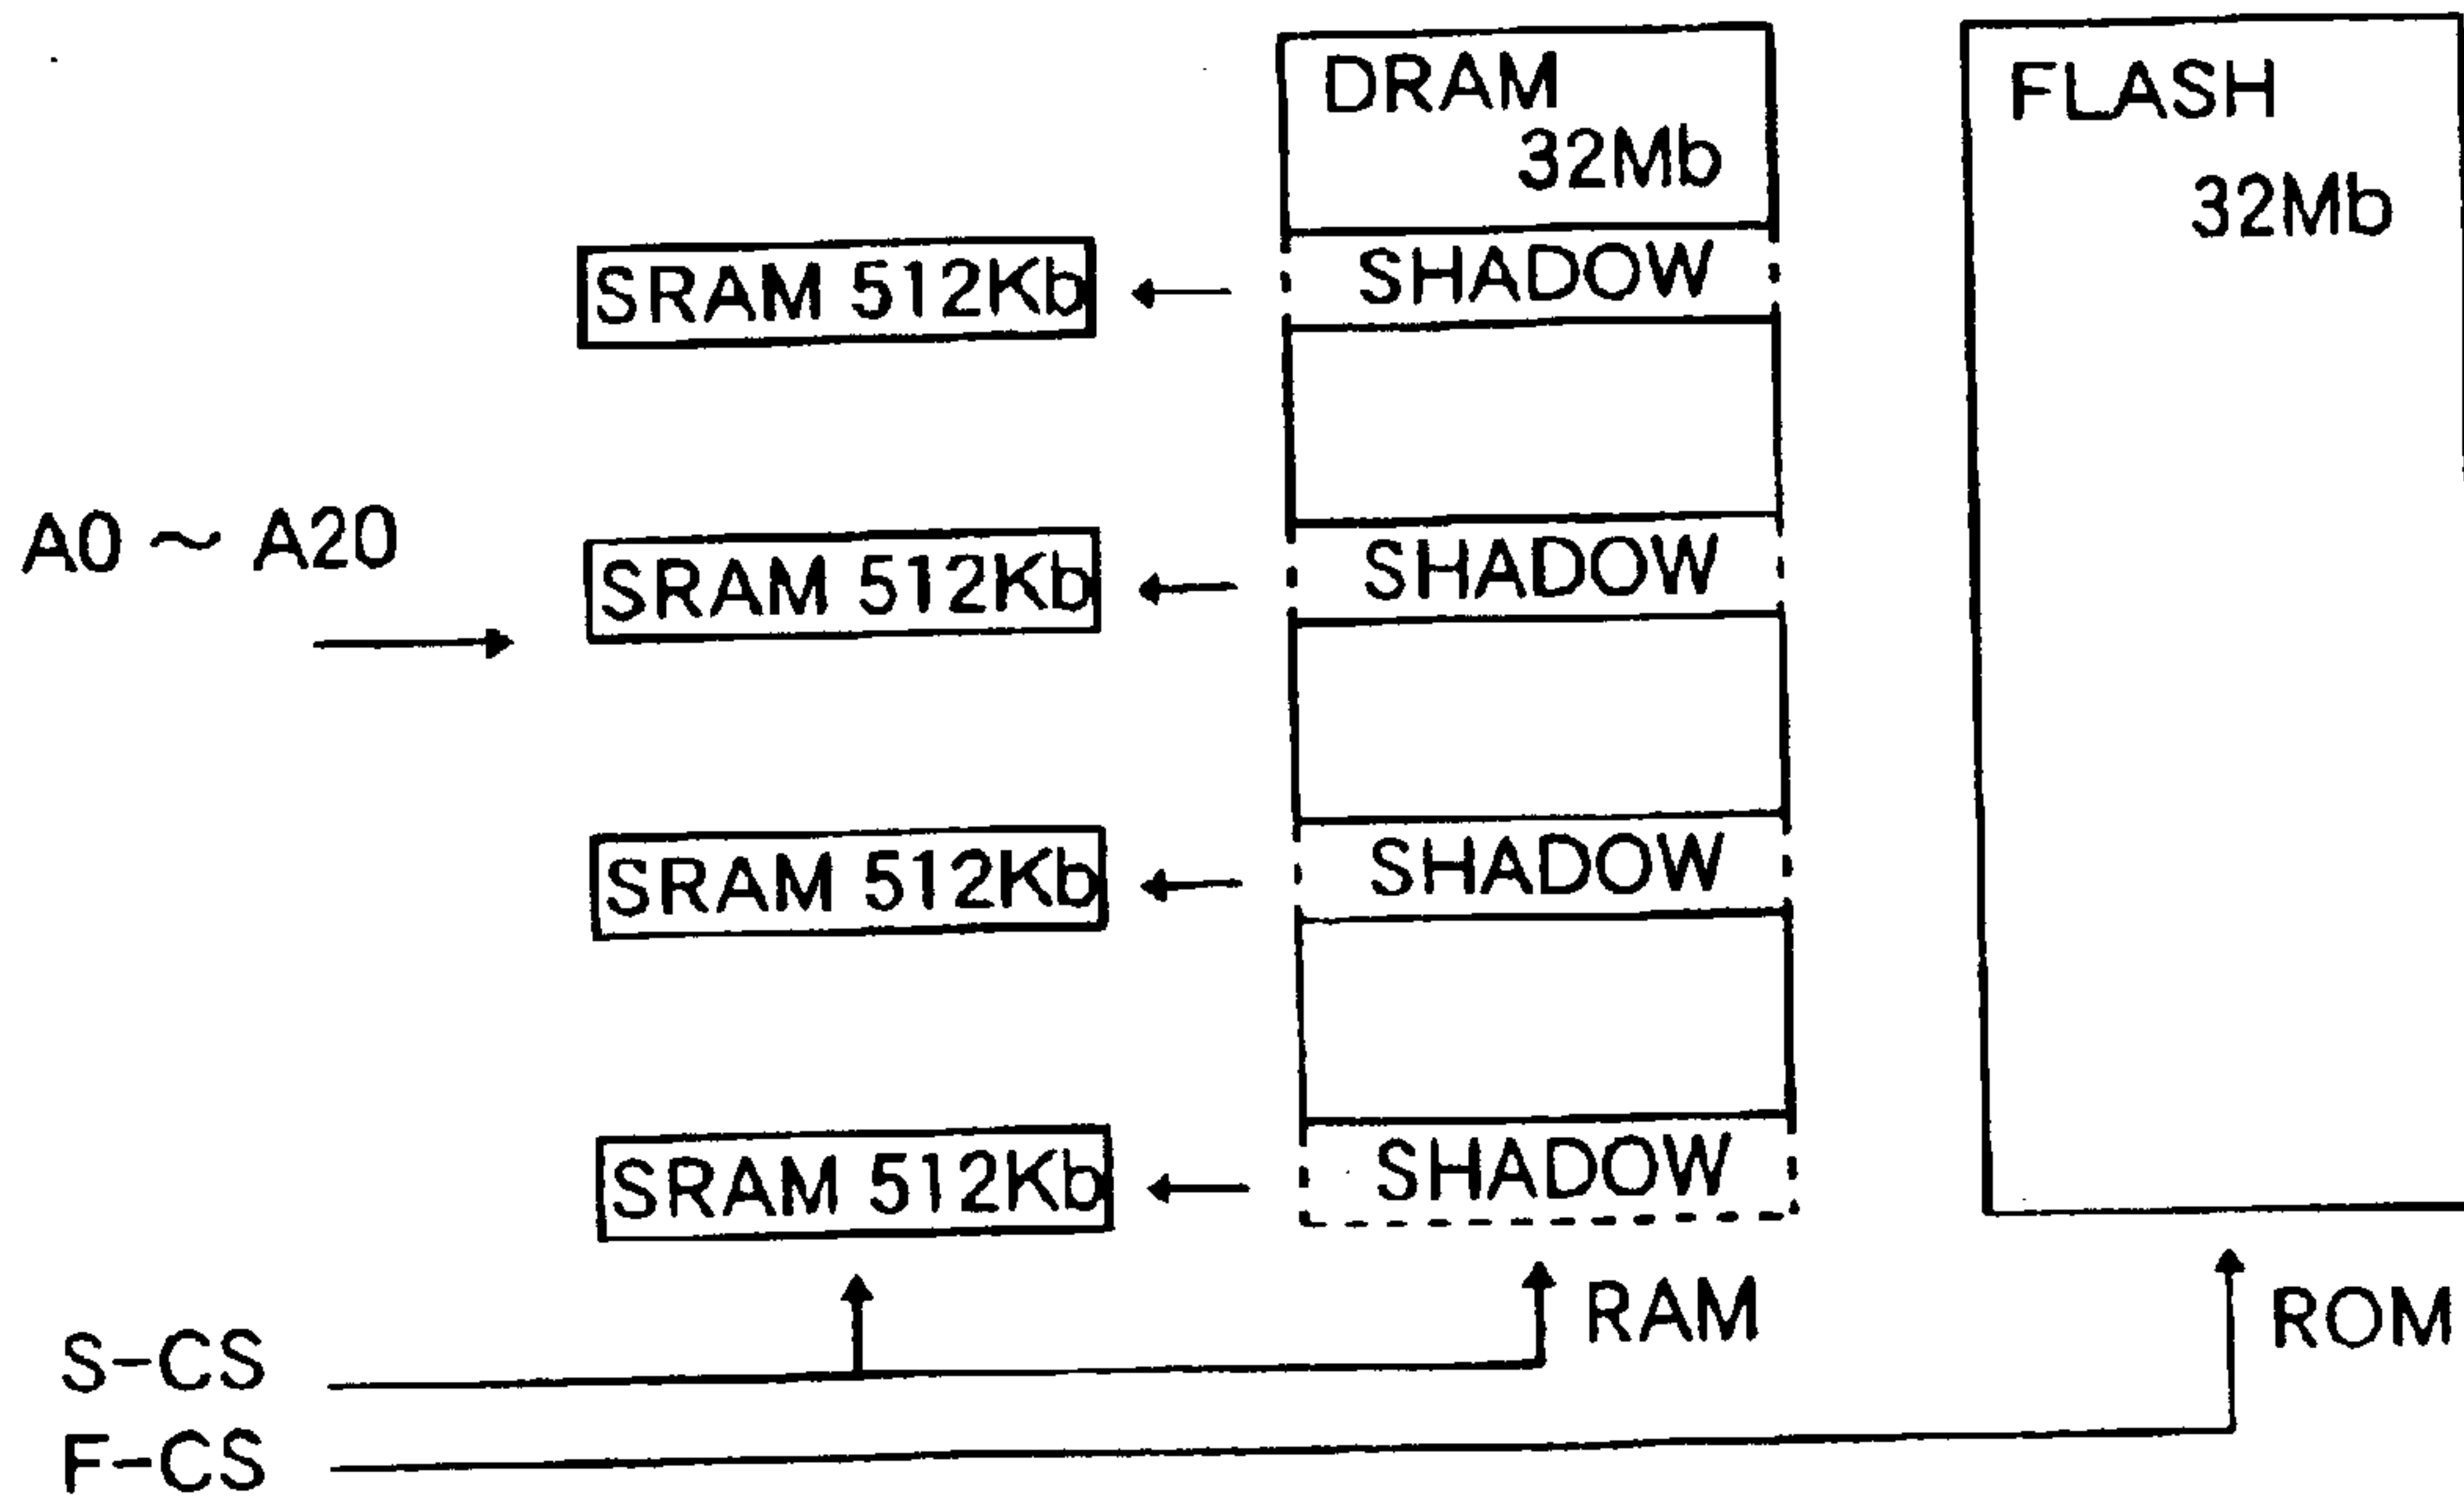 DRAM
32Mb
FLASH
32Mb
SHADOW
SRAM 512Kb
A0 ~ A20
SHADOW
SRAM 512Kb
SHADOW
SRAM 512Kb
SHADOW
SRAM 512Kb
RAM
ROM
S-CS
F-CS